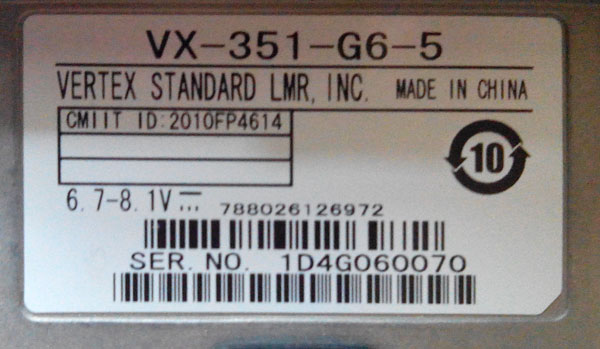 VX-351-G6-5
VERTEX STANDARD LMR, INC. MADE IN CHINA
CMIIT ID:2010FP4614
10
6.7-8.1V⎓
788026126972
SER. NO. 1D4G060070